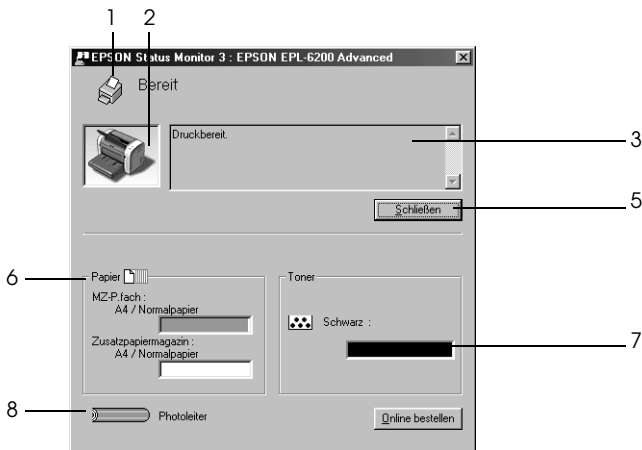 1
2
EPSON Status Monitor 3 : EPSON EPL-6200 Advanced
Bereit
Druckbereit.
3
Schließen
5
6
Papier
MZ-P.fach :
A4 / Normalpapier
Zusatzpapiermagazin :
A4 / Normalpapier
Toner
Schwarz :
7
8
Photoleiter
Online bestellen